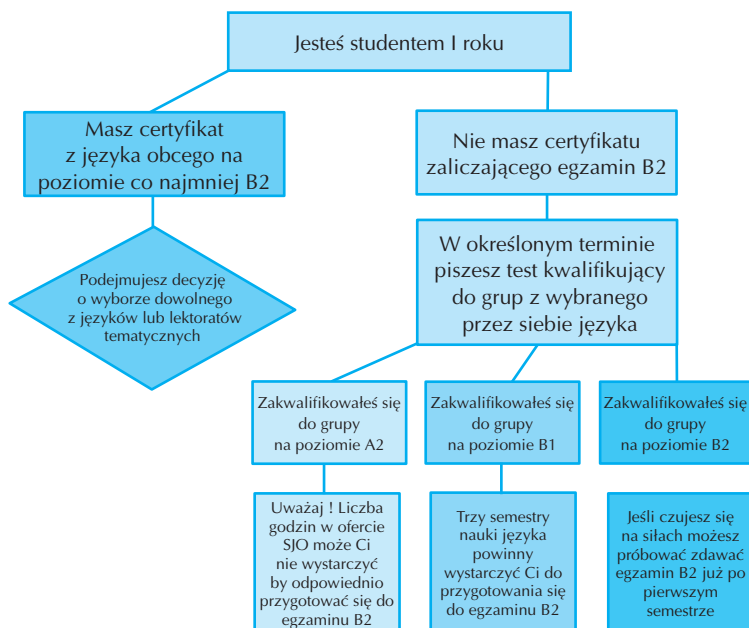 Jesteś studentem I roku
Masz certyfikat
z języka obcego na
poziomie co najmniej B2
Nie masz certyfikatu
zaliczającego egzamin B2
Podejmujesz decyzję
o wyborze dowolnego
z języków lub lektoratów
tematycznych
W określonym terminie
piszesz test kwalifikujący
do grup z wybranego
przez siebie języka
Zakwalifikowałeś się
do grupy
na poziomie A2
Zakwalifikowałeś się
do grupy
na poziomie B1
Zakwalifikowałeś się
do grupy
na poziomie B2
Uważaj ! Liczba
godzin w ofercie
SJO może Ci
nie wystarczyć
by odpowiednio
przygotować się do
egzaminu B2
Trzy semestry
nauki języka
powinny
wystarczyć Ci do
przygotowania się
do egzaminu B2
Jeśli czujesz się
na siłach możesz
próbować zdawać
egzamin B2 już po
pierwszym
semestrze